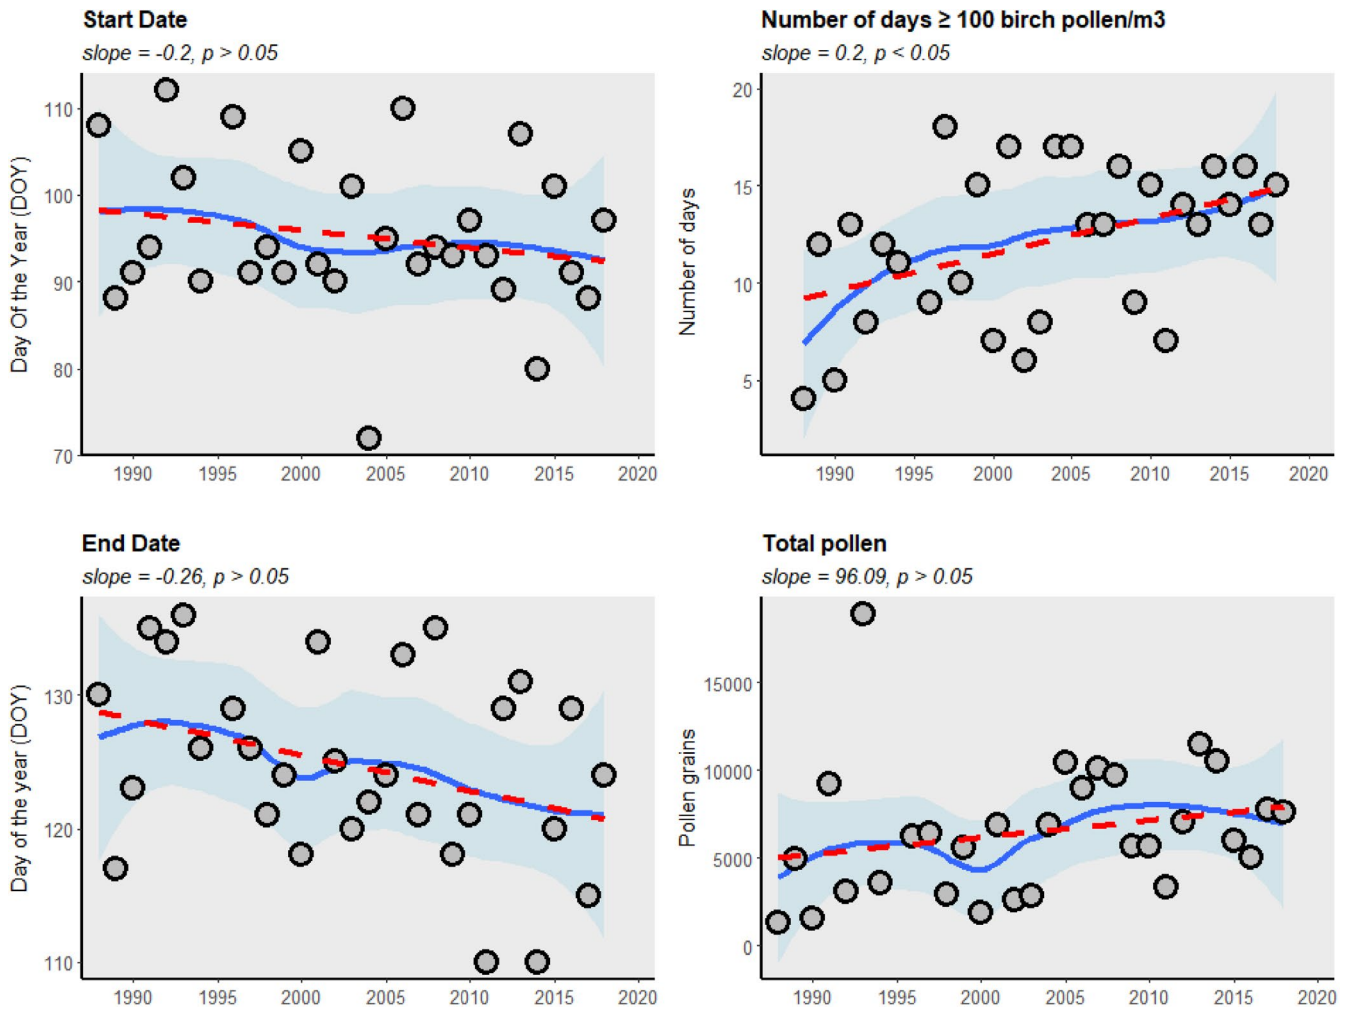 Start Date
slope = -0.2, p > 0.05
Day Of the Year (DOY)
110
100
90
80
70
1990 1995 2000 2005 2010 2015 2020
Number of days ≥ 100 birch pollen/m3
slope = 0.2, p < 0.05
Number of days
20
15
10
5
1990 1995 2000 2005 2010 2015 2020
End Date
slope = -0.26, p > 0.05
Day of the year (DOY)
130
120
110
1990 1995 2000 2005 2010 2015 2020
Total pollen
slope = 96.09, p > 0.05
Pollen grains
15000
10000
5000
0
1990 1995 2000 2005 2010 2015 2020